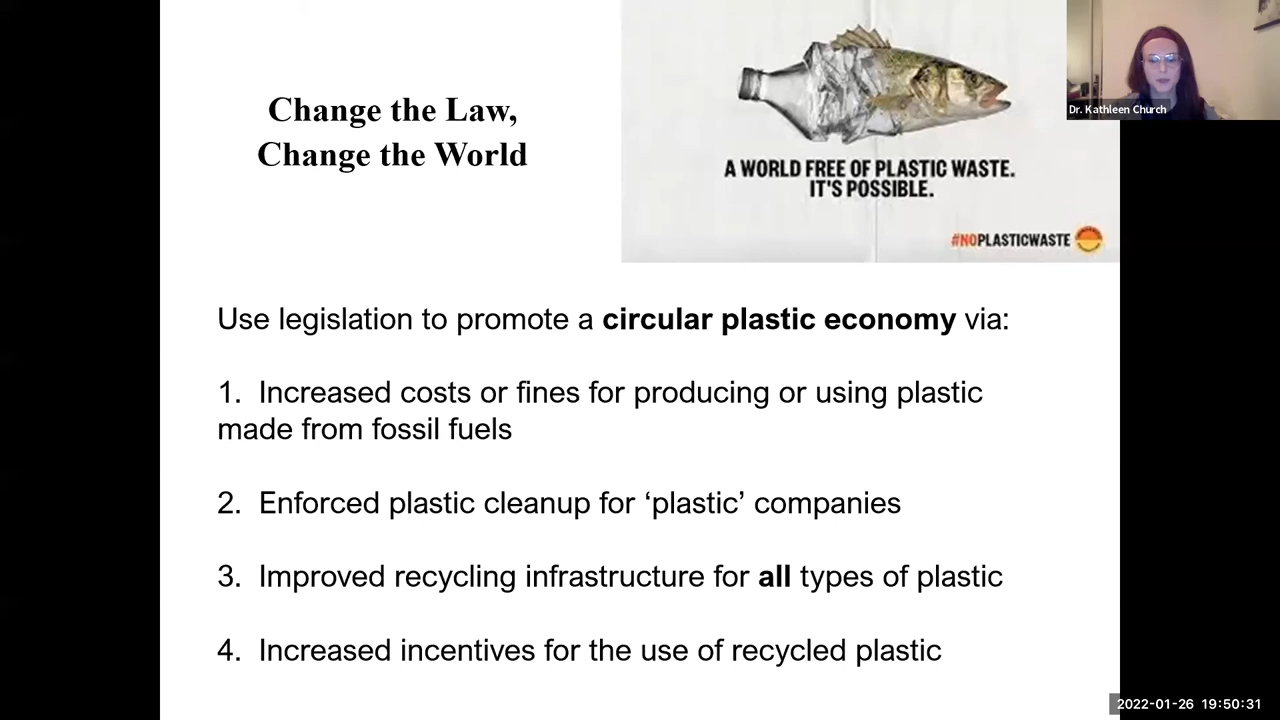 Change the Law,
Change the World
A WORLD FREE OF PLASTIC WASTE.
IT'S POSSIBLE.
#NOPLASTICWASTE
Dr. Kathleen Church
Use legislation to promote a circular plastic economy via:
1. Increased costs or fines for producing or using plastic
made from fossil fuels
2. Enforced plastic cleanup for ‘plastic’ companies
3. Improved recycling infrastructure for all types of plastic
4. Increased incentives for the use of recycled plastic
2022-01-26 19:50:31